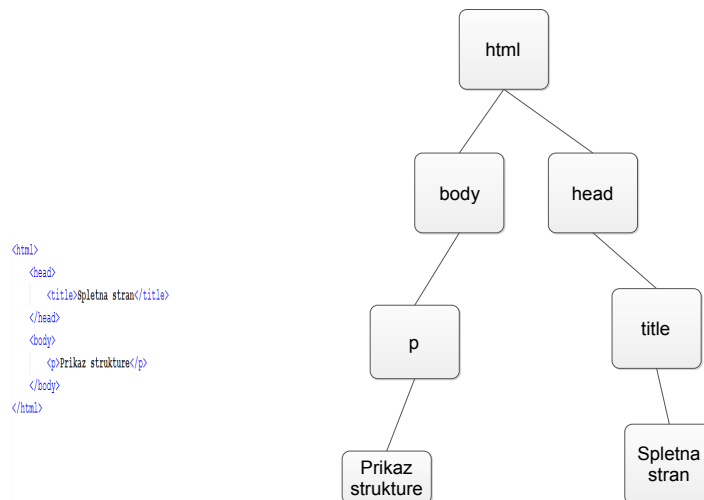 <html>
<head>
<title>Spletna stran</title>
</head>
<body>
<p>Prikaz strukture</p>
</body>
</html>
html
body
head
p
title
Prikaz
strukture
Spletna
stran